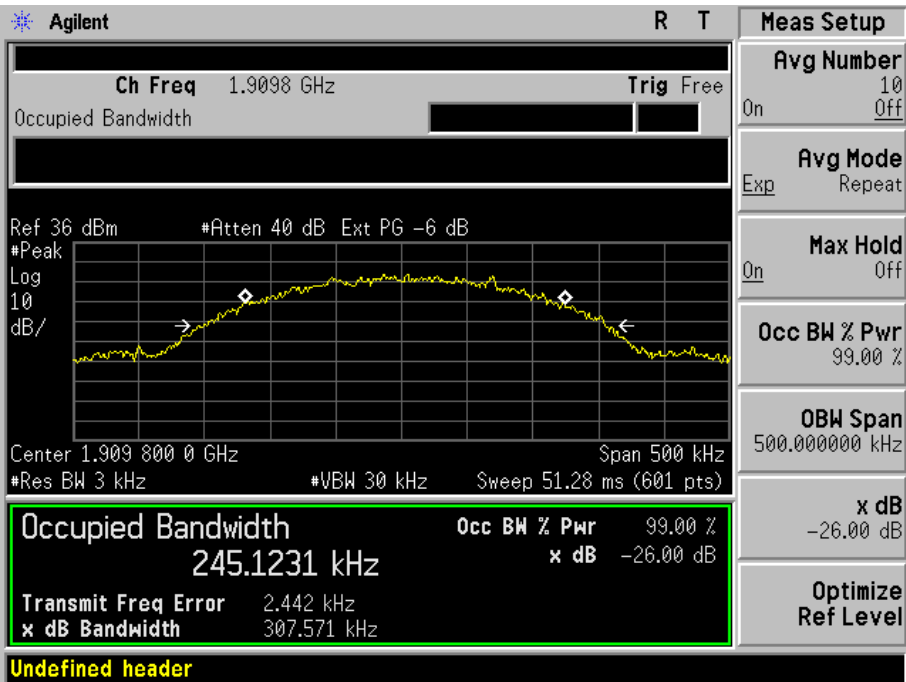 Agilent R T
Ch Freq 1.9098 GHz Trig Free
Occupied Bandwidth
Ref 36 dBm #Atten 40 dB Ext PG -6 dB
#Peak
Log
10
dB/
Center 1.909 800 0 GHz Span 500 kHz
#Res BW 3 kHz #VBW 30 kHz Sweep 51.28 ms (601 pts)
Occupied Bandwidth Occ BW % Pwr 99.00 %
245.1231 kHz x dB -26.00 dB
Transmit Freq Error 2.442 kHz
x dB Bandwidth 307.571 kHz
Undefined header
Meas Setup
Avg Number
10
On Off
Avg Mode
Exp Repeat
Max Hold
On Off
Occ BW % Pwr
99.00 %
OBW Span
500.000000 kHz
x dB
-26.00 dB
Optimize
Ref Level